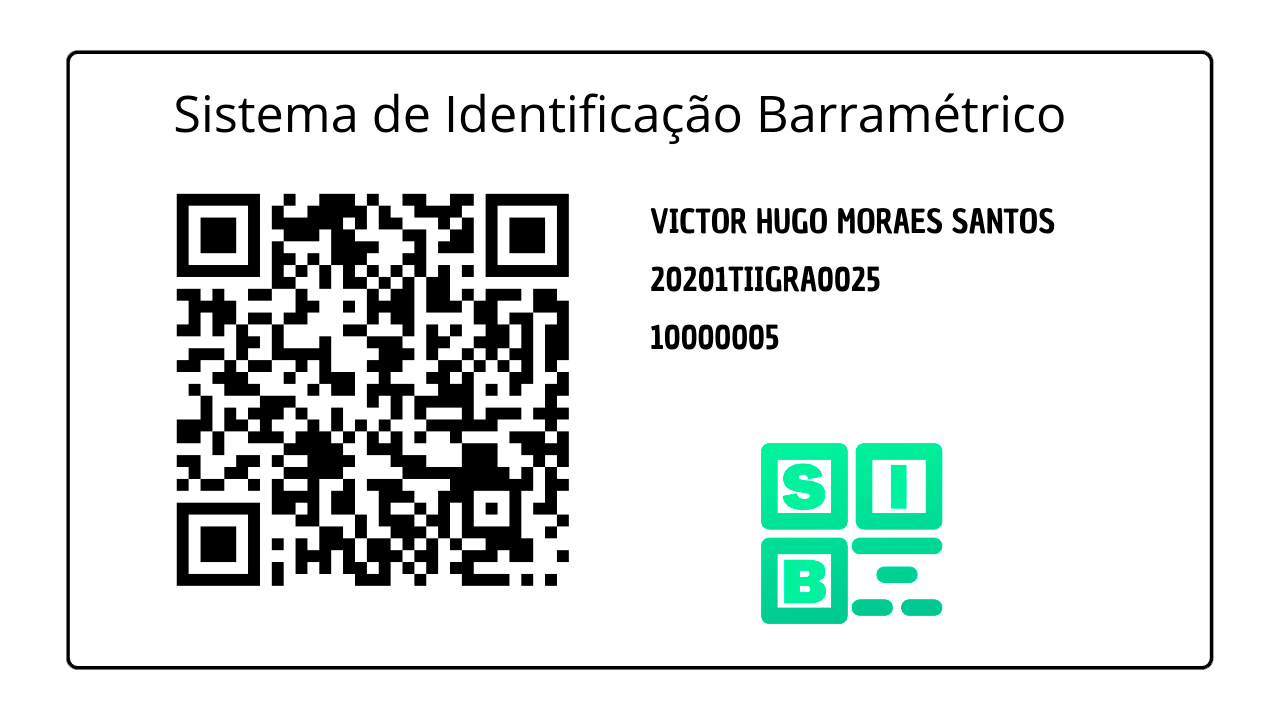 Sistema de Identificação Barramétrico
VICTOR HUGO MORAES SANTOS
20201TIIGRA0025
10000005
S I
B